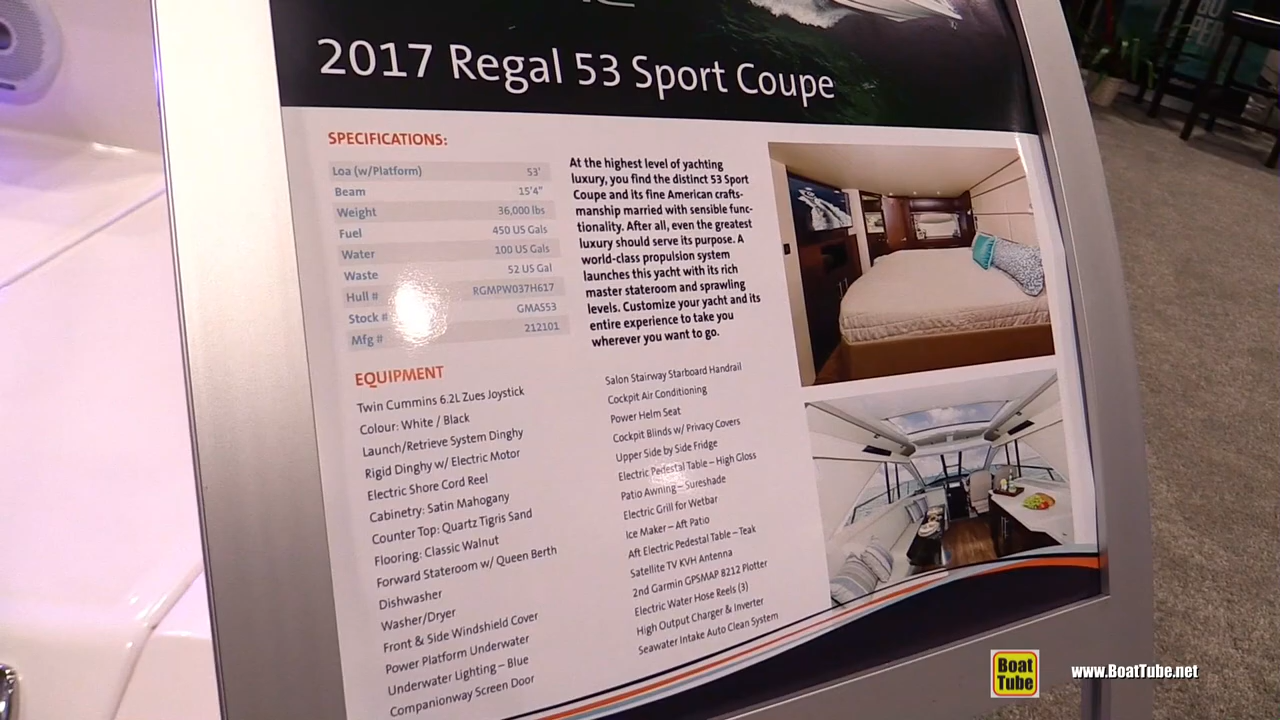 2017 Regal 53 Sport Coupe
SPECIFICATIONS:
Loa (w/Platform) 53'
Beam 15'4"
Weight 36,000 lbs
Fuel 450 US Gals
Water 100 US Gals
Waste 52 US Gal
Hull # RGMPW037H617
Stock # GMA553
Mfg # 212101
At the highest level of yachting
luxury, you find the distinct 53 Sport
Coupe and its fine American crafts-
manship married with sensible func-
tionality. After all, even the greatest
luxury should serve its purpose. A
world-class propulsion system
launches this yacht with its rich
master stateroom and sprawling
levels. Customize your yacht and its
entire experience to take you
wherever you want to go.
EQUIPMENT
Twin Cummins 6.2L Zues Joystick
Colour: White / Black
Launch/Retrieve System Dinghy
Rigid Dinghy w/ Electric Motor
Electric Shore Cord Reel
Cabinetry: Satin Mahogany
Counter Top: Quartz Tigris Sand
Flooring: Classic Walnut
Forward Stateroom w/ Queen Berth
Dishwasher
Washer/Dryer
Front & Side Windshield Cover
Power Platform Underwater
Underwater Lighting – Blue
Companionway Screen Door
Salon Stairway Starboard Handrail
Cockpit Air Conditioning
Power Helm Seat
Cockpit Blinds w/ Privacy Covers
Upper Side by Side Fridge
Electric Pedestal Table – High Gloss
Patio Awning – Sureshade
Electric Grill for Wetbar
Ice Maker – Aft Patio
Aft Electric Pedestal Table – Teak
Satellite TV KVH Antenna
2nd Garmin GPSMAP 8212 Plotter
Electric Water Hose Reels (3)
High Output Charger & Inverter
Seawater Intake Auto Clean System
Boat
Tube
www.BoatTube.net